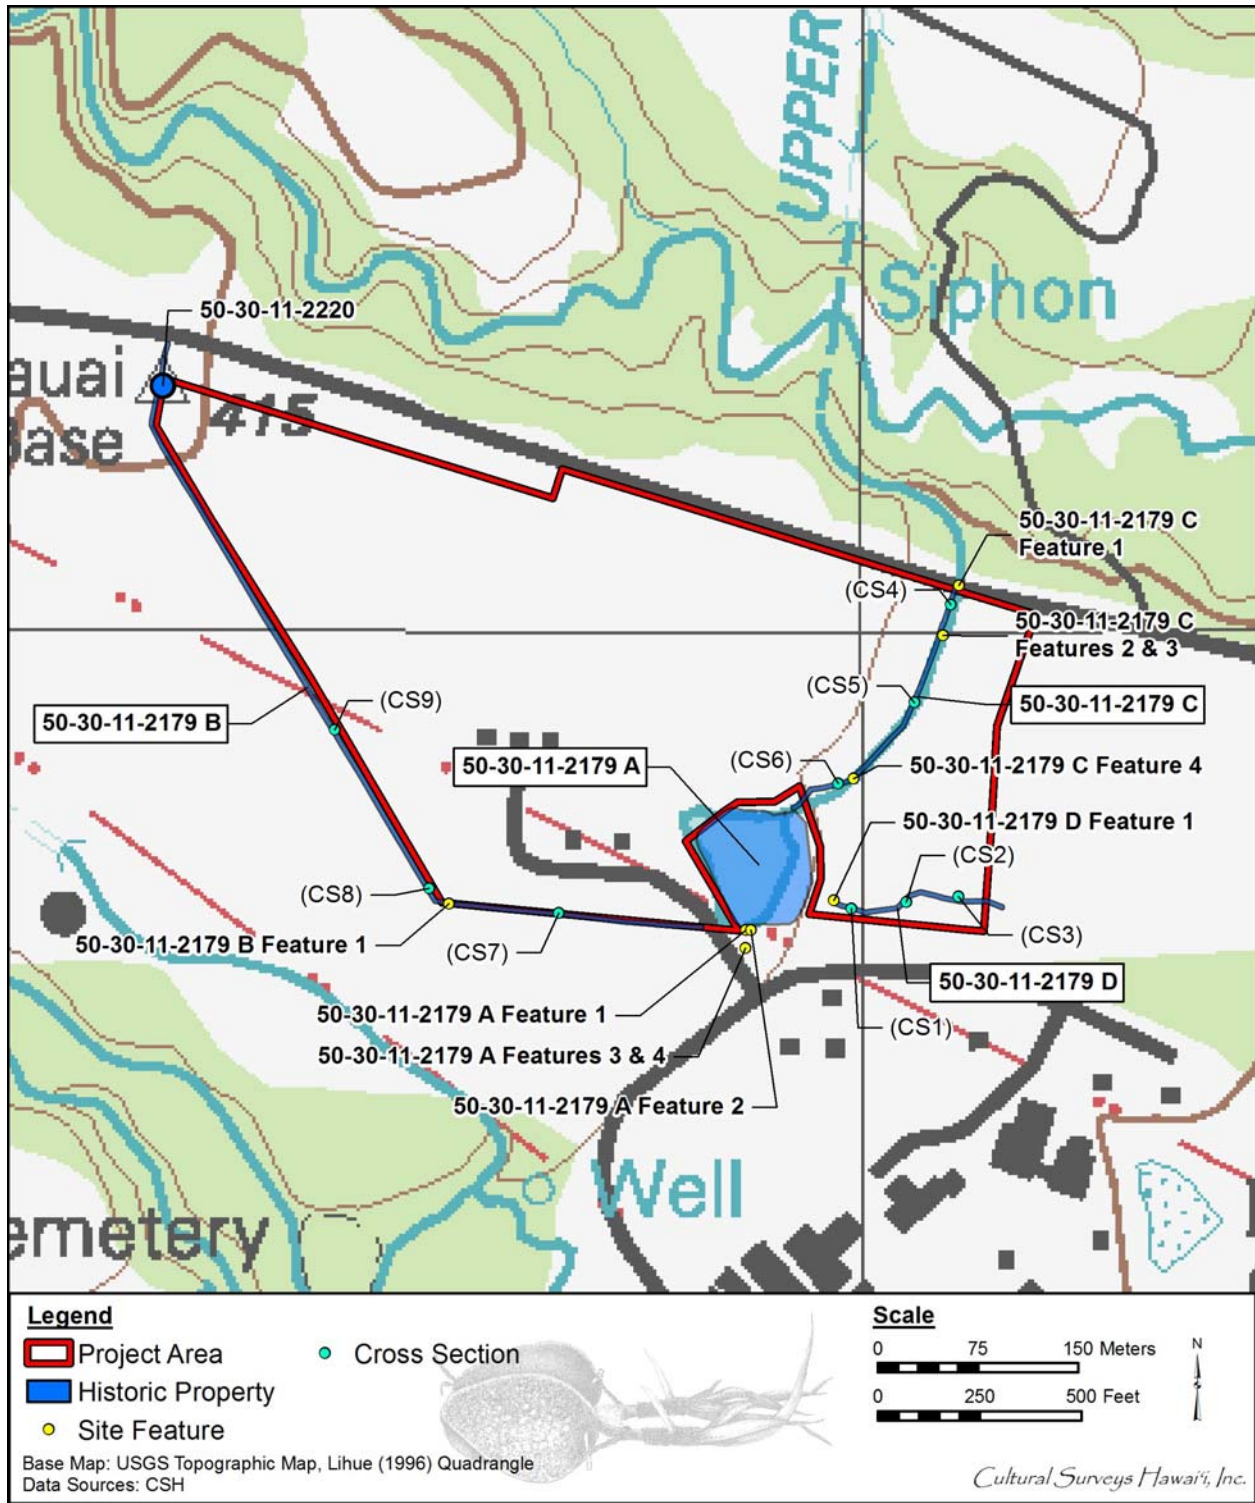 UPPER
Siphon
50-30-11-2220
auai
415
Base
50-30-11-2179 C
Feature 1
(CS4)
50-30-11-2179 C
Features 2 & 3
(CS5)
50-30-11-2179 C
(CS9)
50-30-11-2179 B
50-30-11-2179 A
(CS6)
50-30-11-2179 C Feature 4
50-30-11-2179 D Feature 1
(CS2)
(CS8)
50-30-11-2179 B Feature 1
(CS7)
(CS3)
50-30-11-2179 D
50-30-11-2179 A Feature 1
(CS1)
50-30-11-2179 A Features 3 & 4
50-30-11-2179 A Feature 2
Well
emetery
Legend
Project Area
Cross Section
Historic Property
Site Feature
Base Map: USGS Topographic Map, Lihue (1996) Quadrangle
Data Sources: CSH
Scale
0 75 150 Meters
0 250 500 Feet
N
Cultural Surveys Hawai‘i, Inc.